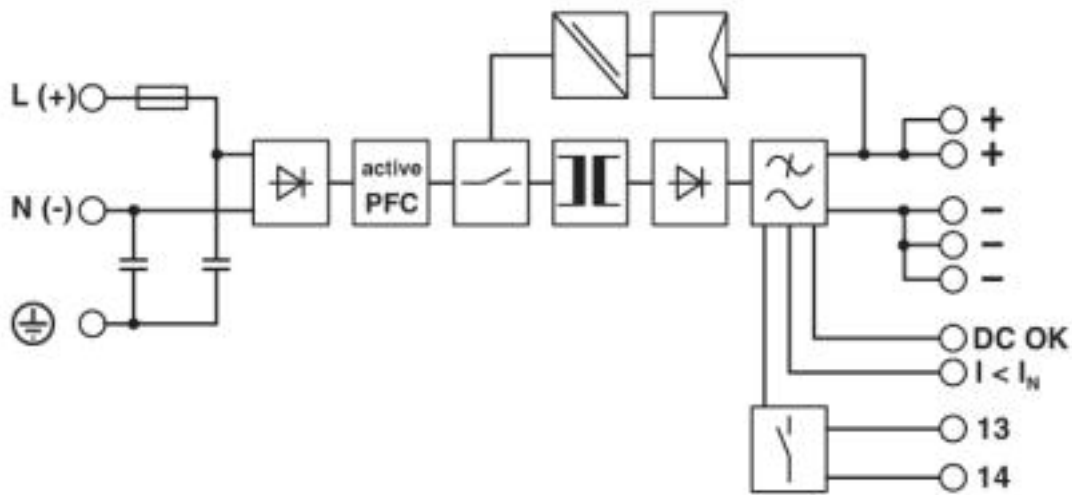 L (+)
+
+
active
PFC
N (-)
–
–
–
DC OK
I < IN
13
14